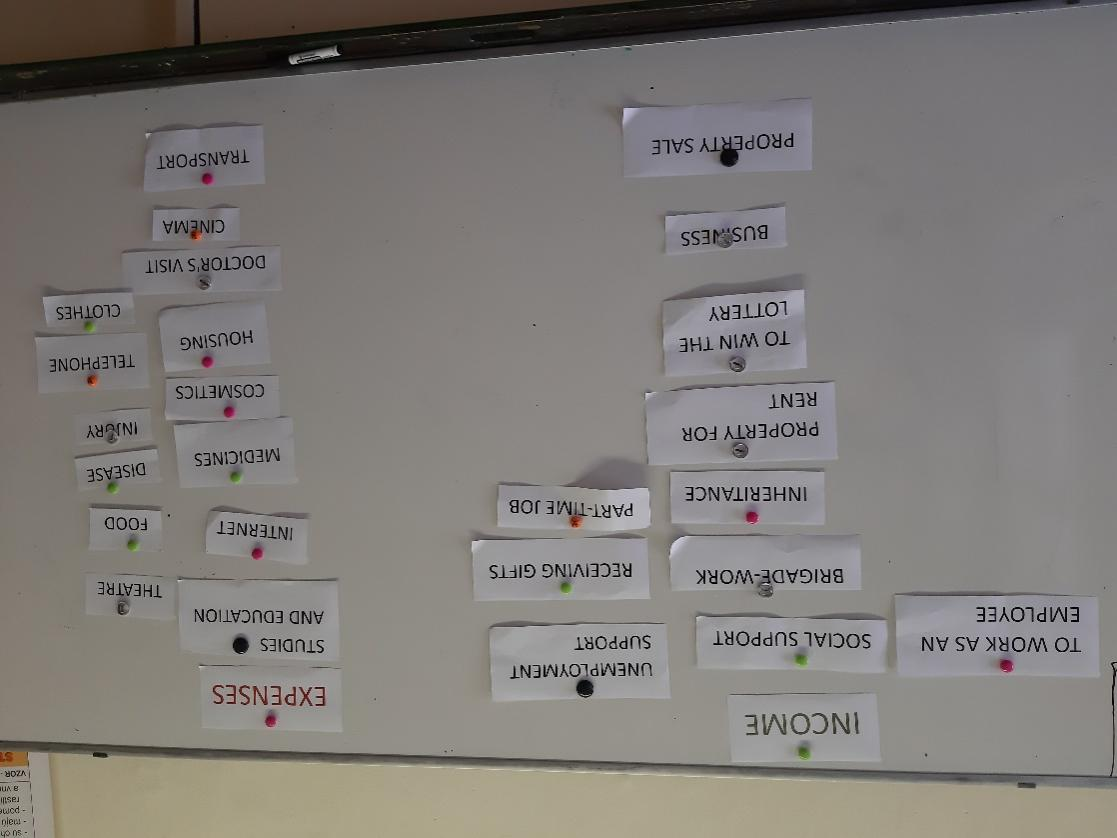 INCOME
TO WORK AS AN
EMPLOYEE
SOCIAL SUPPORT
UNEMPLOYMENT
SUPPORT
BRIGADE-WORK
RECEIVING GIFTS
INHERITANCE
PART-TIME JOB
PROPERTY FOR
RENT
TO WIN THE
LOTTERY
BUSINESS
PROPERTY SALE
EXPENSES
STUDIES
AND EDUCATION
THEATRE
INTERNET
FOOD
MEDICINES
DISEASE
COSMETICS
INJURY
HOUSING
TELEPHONE
CLOTHES
DOCTOR'S VISIT
CINEMA
TRANSPORT
VZOR -